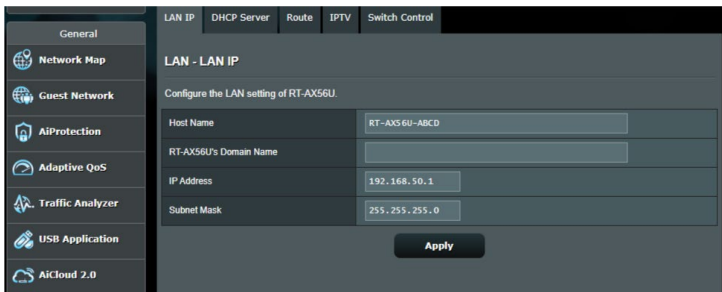 General
Network Map
Guest Network
AiProtection
Adaptive QoS
Traffic Analyzer
USB Application
AiCloud 2.0
LAN IP DHCP Server Route IPTV Switch Control
LAN - LAN IP
Configure the LAN setting of RT-AX56U.
Host Name RT-AX56U-ABCD
RT-AX56U's Domain Name
IP Address 192.168.50.1
Subnet Mask 255.255.255.0
Apply